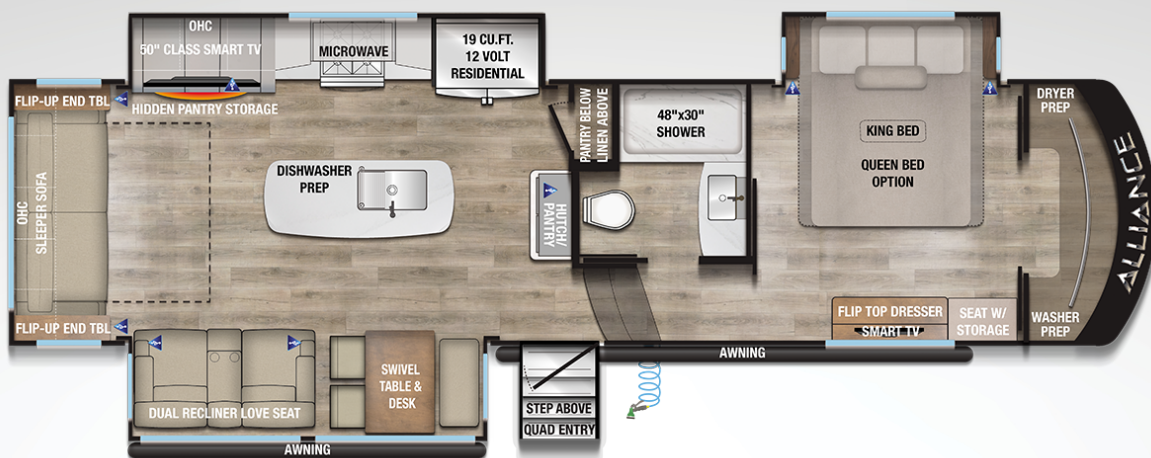 OHC
50" CLASS SMART TV
HIDDEN PANTRY STORAGE
MICROWAVE
19 CU.FT.
12 VOLT
RESIDENTIAL
FLIP-UP END TBL
OHC
SLEEPER SOFA
FLIP-UP END TBL
DISHWASHER
PREP
HUTCH/
PANTRY
PANTRY BELOW
LINEN ABOVE
48"x30"
SHOWER
KING BED
QUEEN BED
OPTION
DRYER
PREP
ALLIANCE
WASHER
PREP
FLIP TOP DRESSER
SMART TV
SEAT W/
STORAGE
AWNING
DUAL RECLINER LOVE SEAT
SWIVEL
TABLE &
DESK
STEP ABOVE
QUAD ENTRY
AWNING